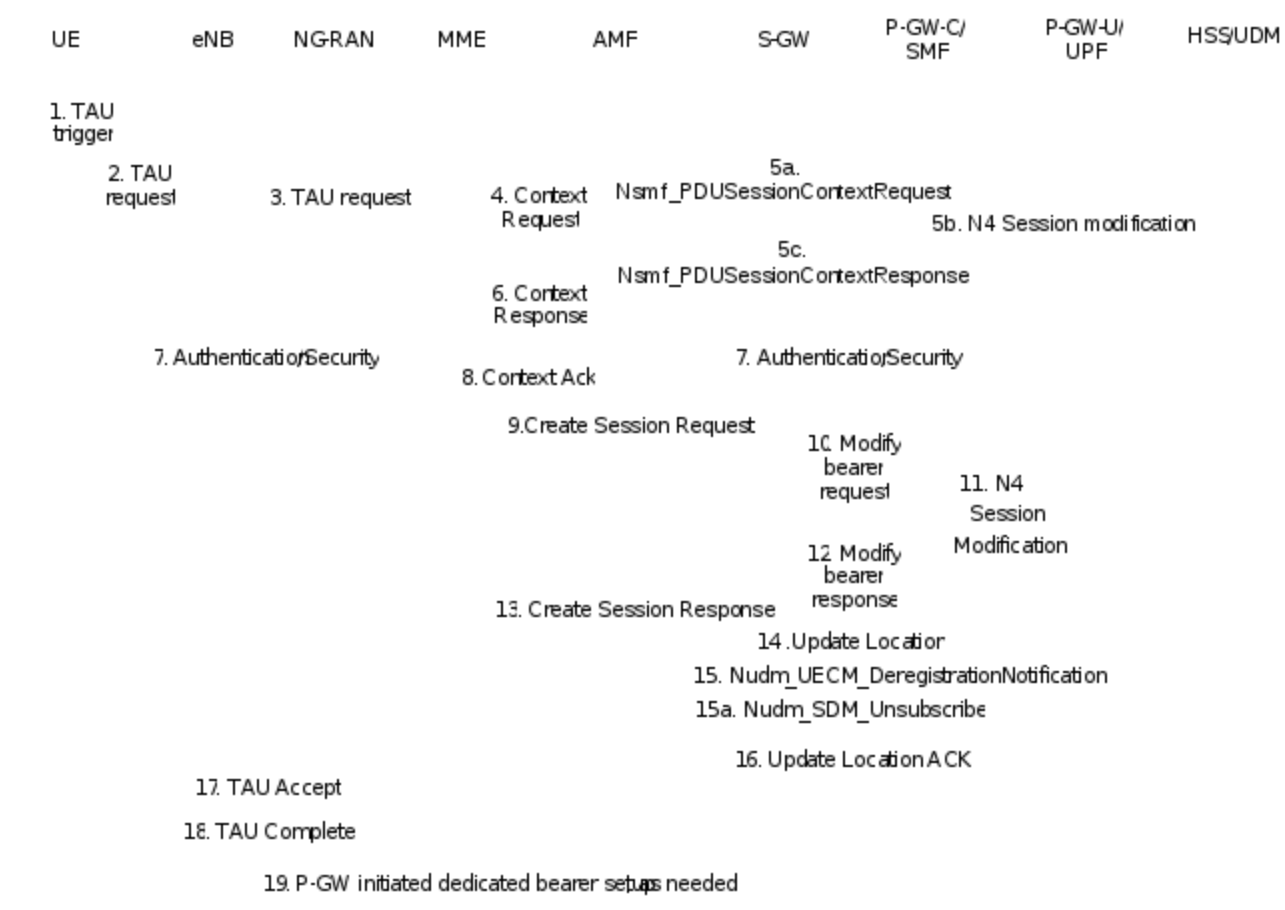 UE
eNB
NG-RAN
MME
AMF
S-GW
P-GW-C/
SMF
P-GW-U/
UPF
HSS/UDM
1. TAU
trigger
2. TAU
request
3. TAU request
4. Context
Request
5a.
Nsmf_PDUSessionContextRequest
5b. N4 Session modification
5c.
Nsmf_PDUSessionContextResponse
6. Context
Response
7. Authentication/Security
7. Authentication/Security
8. Context Ack
9.Create Session Request
10. Modify
bearer
request
11. N4
Session
Modification
12. Modify
bearer
response
13. Create Session Response
14 .Update Location
15. Nudm_UECM_DeregistrationNotification
15a. Nudm_SDM_Unsubscribe
16. Update Location ACK
17. TAU Accept
18. TAU Complete
19. P-GW initiated dedicated bearer setup, as needed